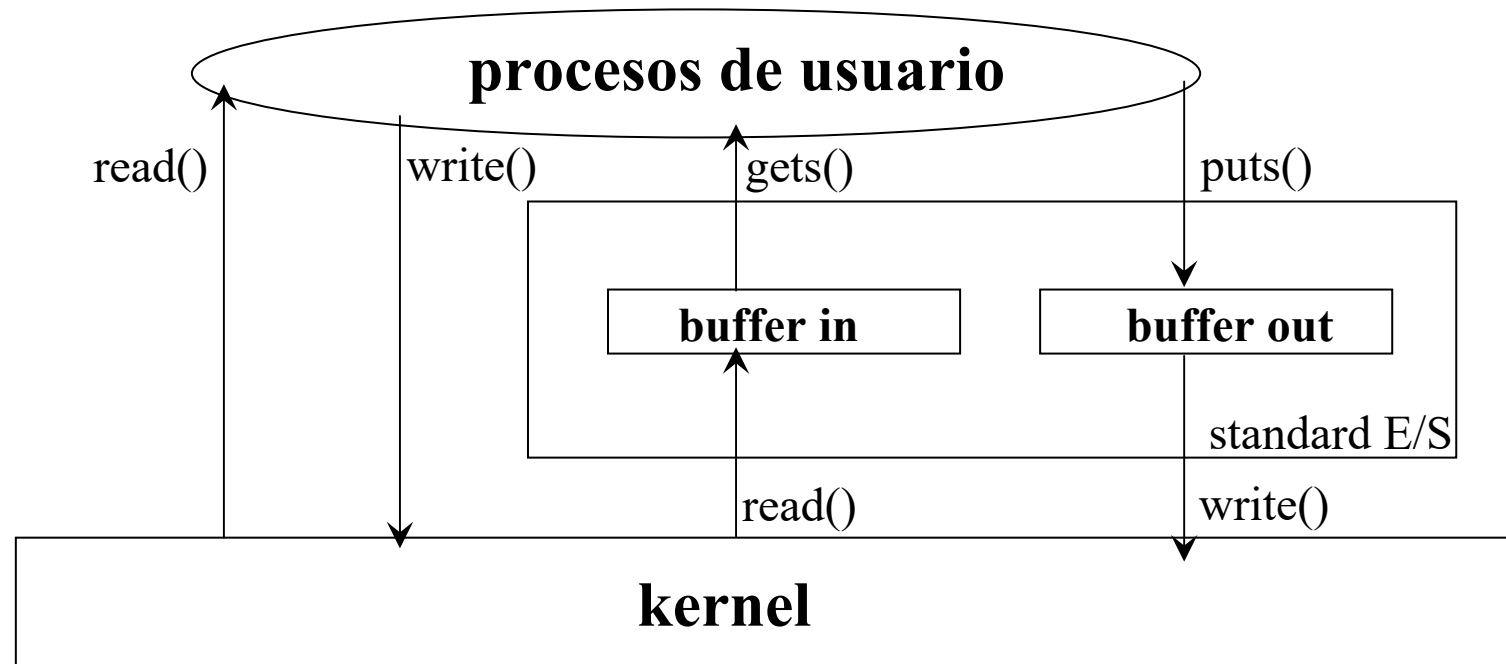 procesos de usuario
read()
write()
gets()
puts()
buffer in
buffer out
standard E/S
read()
write()
kernel